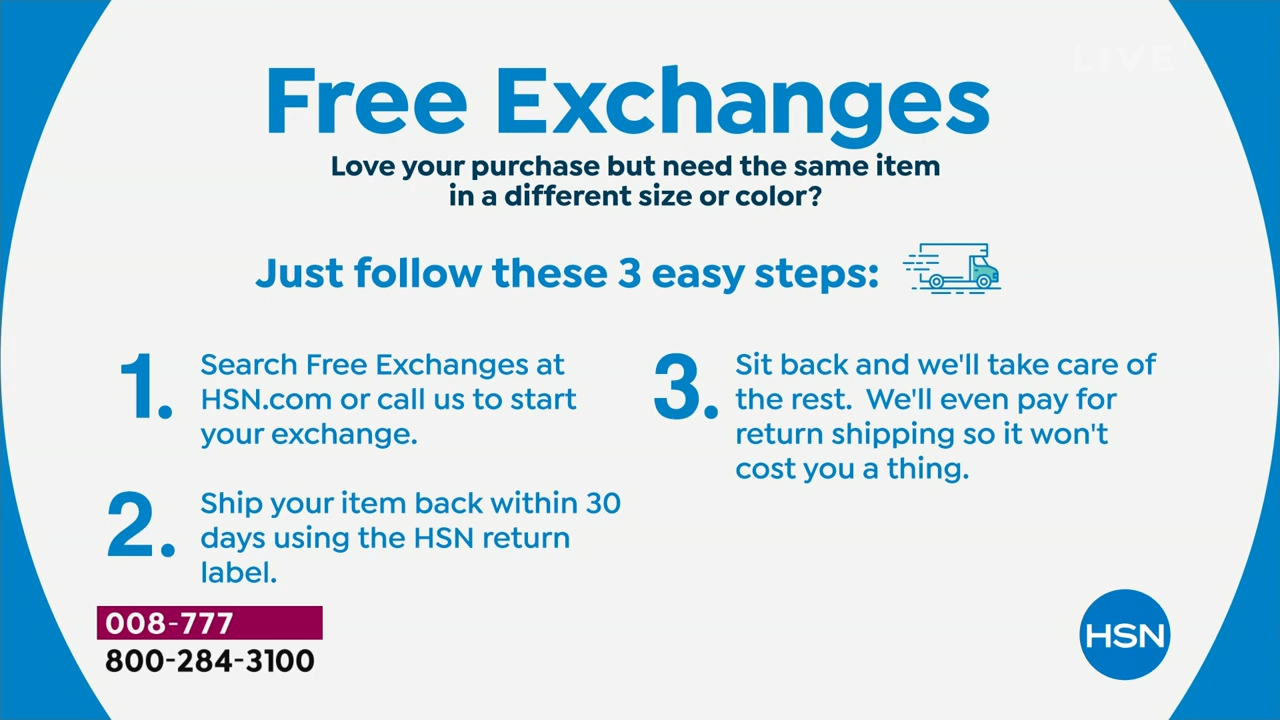 LIVE
Free Exchanges
Love your purchase but need the same item
in a different size or color?
Just follow these 3 easy steps:
1. Search Free Exchanges at
HSN.com or call us to start
your exchange.
2. Ship your item back within 30
days using the HSN return
label.
3. Sit back and we'll take care of
the rest. We'll even pay for
return shipping so it won't
cost you a thing.
008-777
800-284-3100
HSN